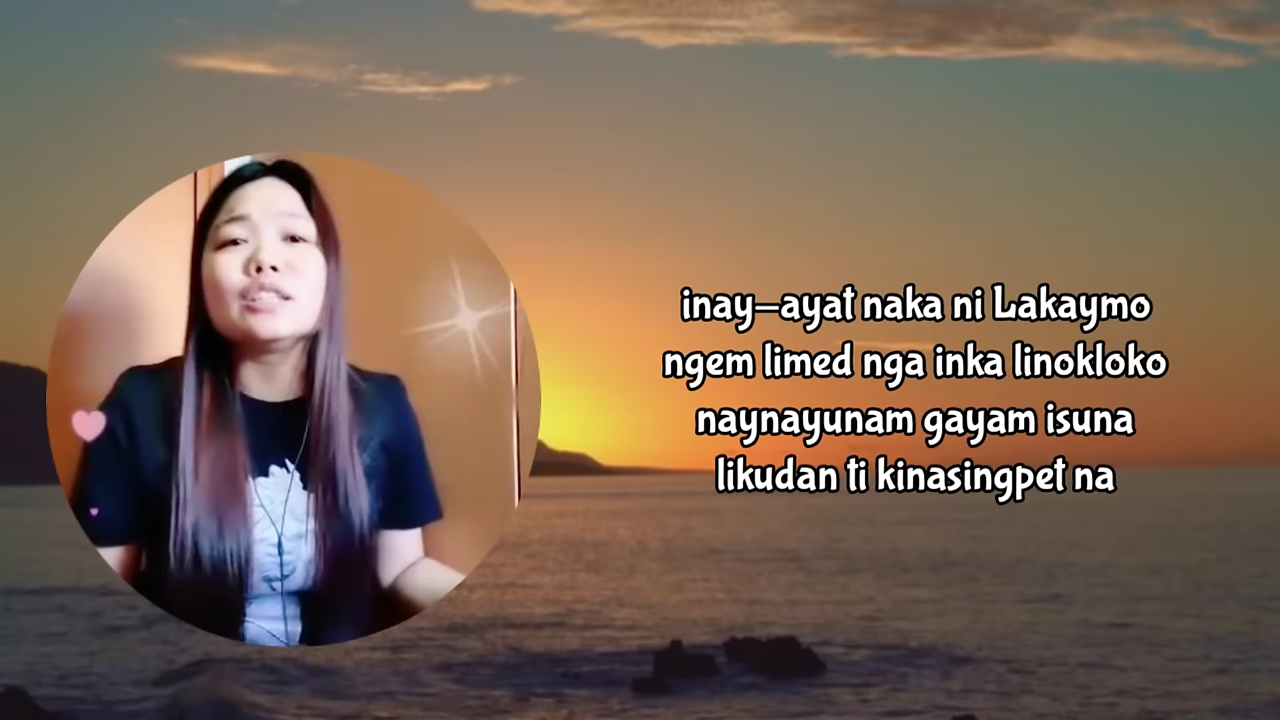 inay-ayat naka ni Lakaymo
ngem limed nga inka linokloko
naynayunam gayam isuna
likudan ti kinasingpet na